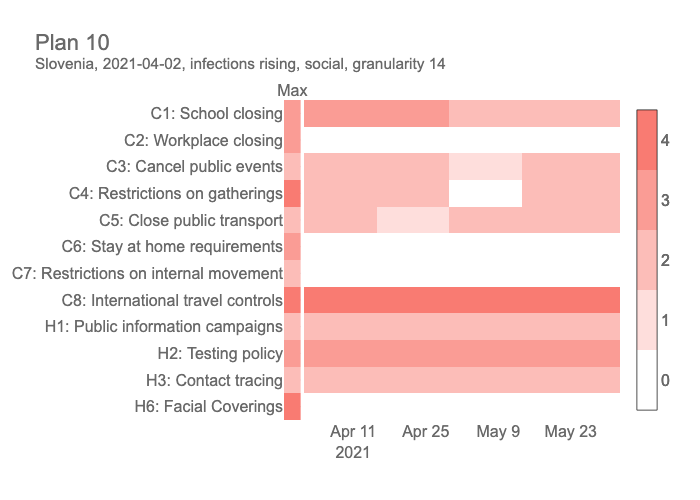 Plan 10
Slovenia, 2021-04-02, infections rising, social, granularity 14
Max
C1: School closing
C2: Workplace closing
C3: Cancel public events
C4: Restrictions on gatherings
C5: Close public transport
C6: Stay at home requirements
C7: Restrictions on internal movement
C8: International travel controls
H1: Public information campaigns
H2: Testing policy
H3: Contact tracing
H6: Facial Coverings
4
3
2
1
0
Apr 11 Apr 25 May 9 May 23
2021